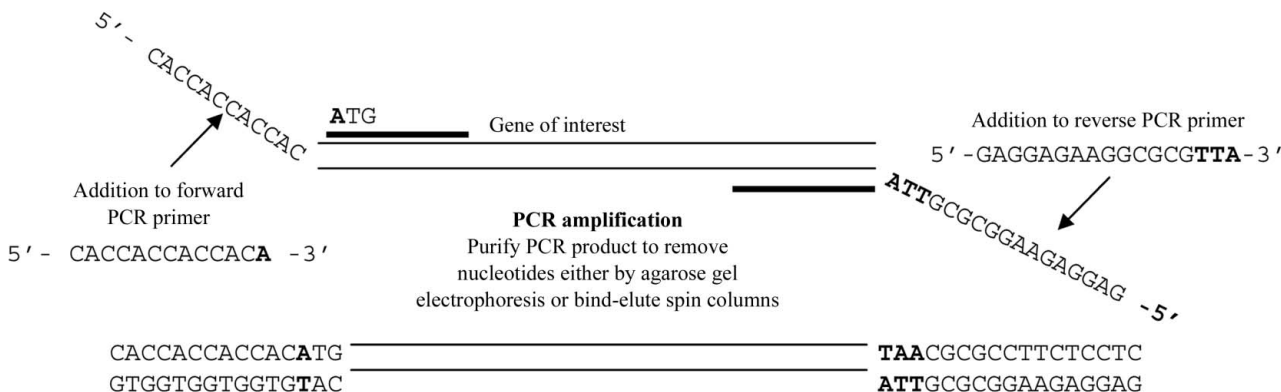 5’- CACCACCACCAC
ATG
Gene of interest
Addition to reverse PCR primer
5’-GAGGAGAAGGCGCGTTA-3’
Addition to forward
PCR primer
5’- CACCACCACCACA -3’
ATTGCGCGGAAGAGGAG -5’
PCR amplification
Purify PCR product to remove
nucleotides either by agarose gel
electrophoresis or bind-elute spin columns
CACCACCACCACATG
GTGGTGGTGGTGTAC
TAACGCGCCTTCTCCTC
ATTGCGCGGAAGAGGAG